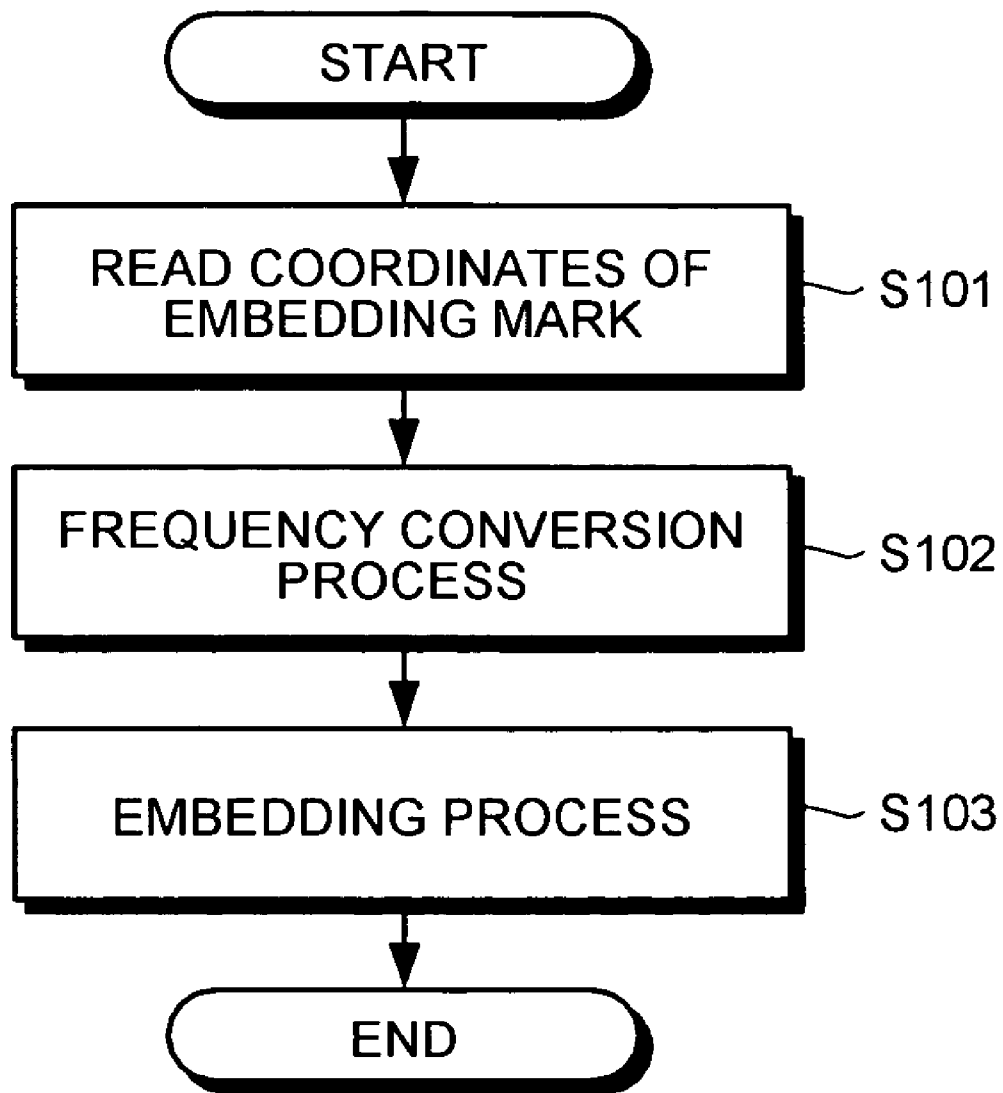 START
READ COORDINATES OF
EMBEDDING MARK
S101
FREQUENCY CONVERSION
PROCESS
S102
EMBEDDING PROCESS
S103
END